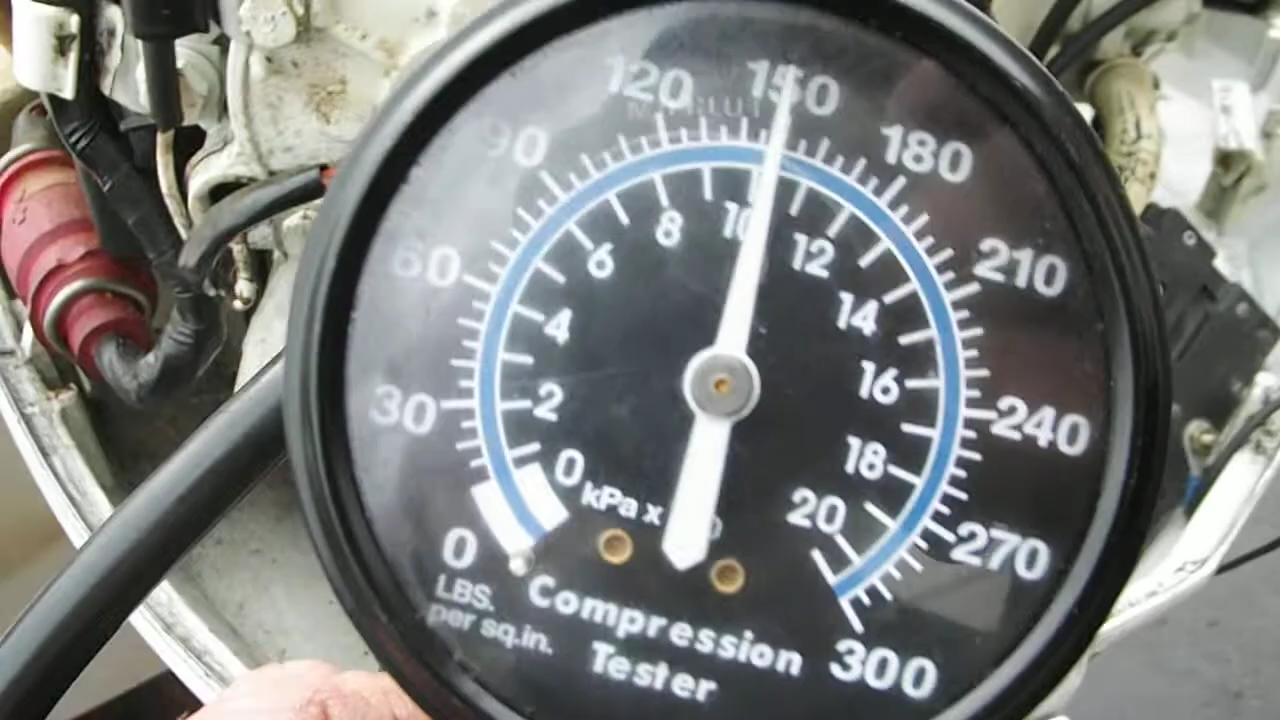 120 150
90 180
60 210
30 240
0 270
300
8 10 12
6 14
4 16
2 18
0 20
kPa x
LBS.
per sq.in.
Compression
Tester